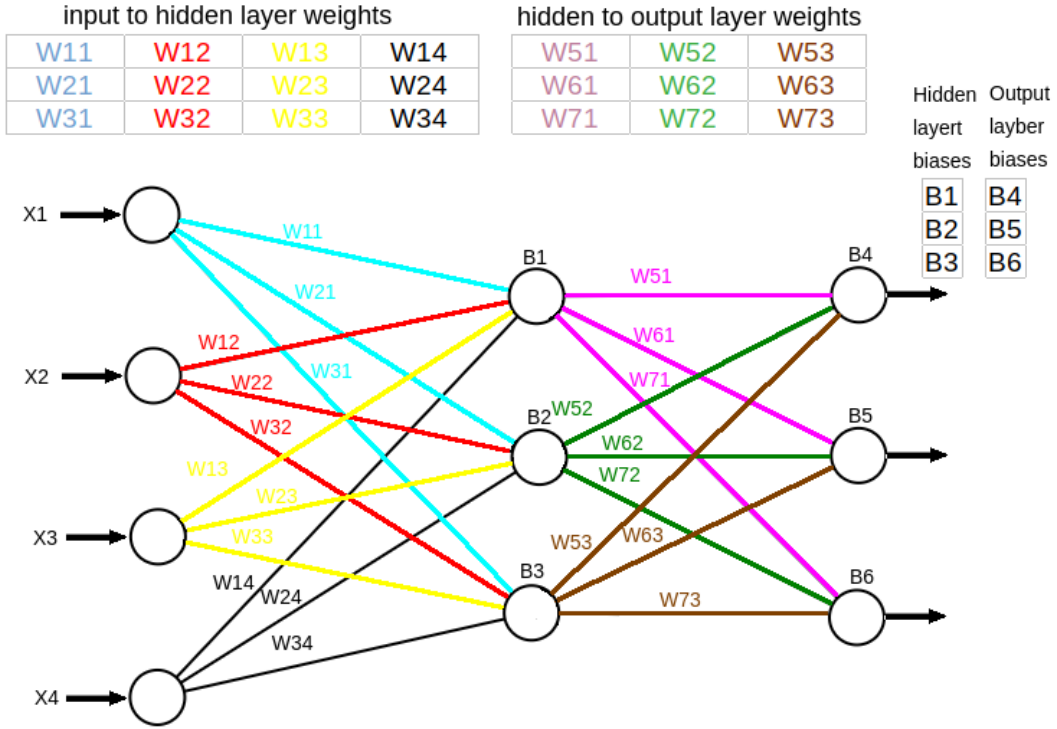 input to hidden layer weights
hidden to output layer weights
W11 W12 W13 W14
W21 W22 W23 W24
W31 W32 W33 W34
W51 W52 W53
W61 W62 W63
W71 W72 W73
Hidden
layert
biases
Output
layber
biases
B1 B4
B2 B5
B3 B6
X1
W11
W21
W31
B1
W51
W61
W71
B4
X2
W12
W22
W32
B2
W52
W62
W72
B5
X3
W13
W23
W33
B3
W53
W63
W73
B6
X4
W14
W24
W34